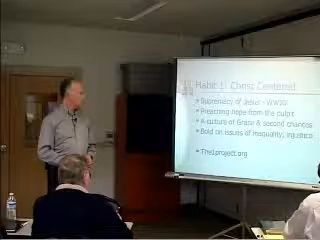 Habit 1: Christ Centered
Supremacy of Jesus - WWJD
Preaching hope from the pulpit
A culture of Grace & second chances
Bold on issues of inequality, injustice
The1project.org